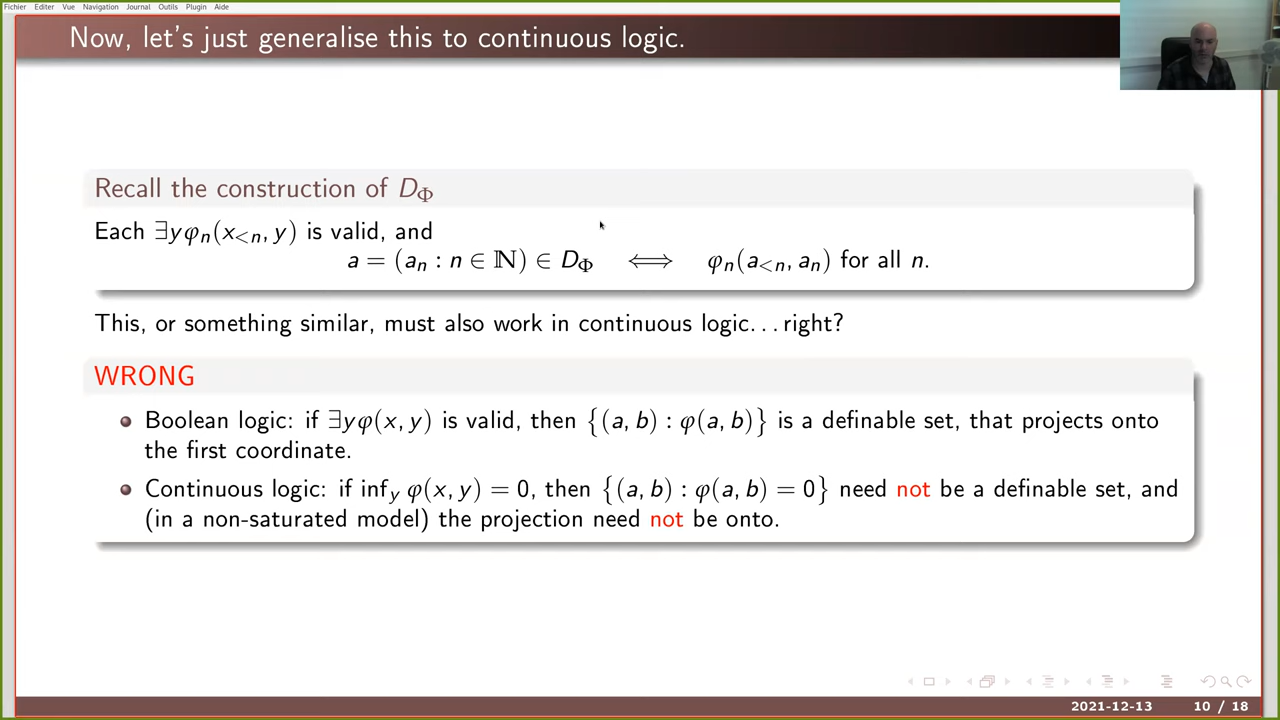 Fichier Editer Vue Navigation Journal Outils Plugin Aide
Now, let's just generalise this to continuous logic.
Recall the construction of D_Φ
Each ∃yφ_n(x_{<n}, y) is valid, and
a = (a_n : n ∈ ℕ) ∈ D_Φ ⟺ φ_n(a_{<n}, a_n) for all n.
This, or something similar, must also work in continuous logic... right?
WRONG
Boolean logic: if ∃yφ(x, y) is valid, then {(a, b) : φ(a, b)} is a definable set, that projects onto
the first coordinate.
Continuous logic: if inf_y φ(x, y) = 0, then {(a, b) : φ(a, b) = 0} need not be a definable set, and
(in a non-saturated model) the projection need not be onto.
2021-12-13 10 / 18